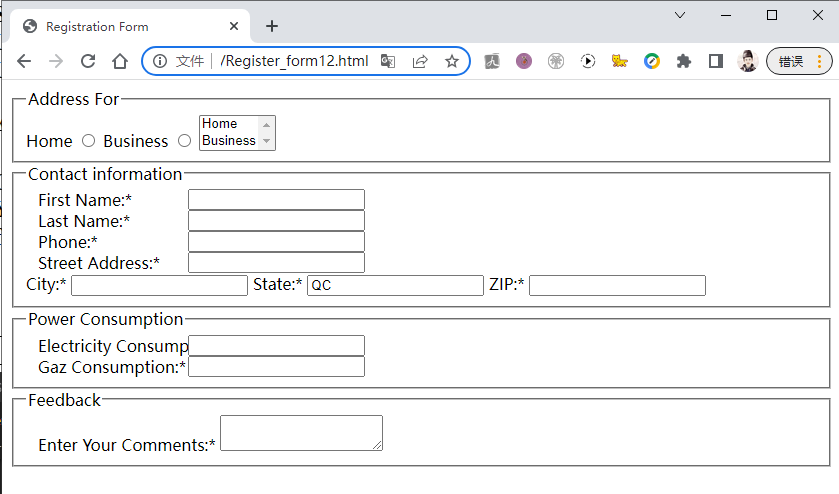 Registration Form
文件 | /Register_form12.html
错误
Address For
Home Business Home
Business
Contact information
First Name:*
Last Name:*
Phone:*
Street Address:*
City:* State:* QC ZIP:*
Power Consumption
Electricity Consump
Gaz Consumption:*
Feedback
Enter Your Comments:*